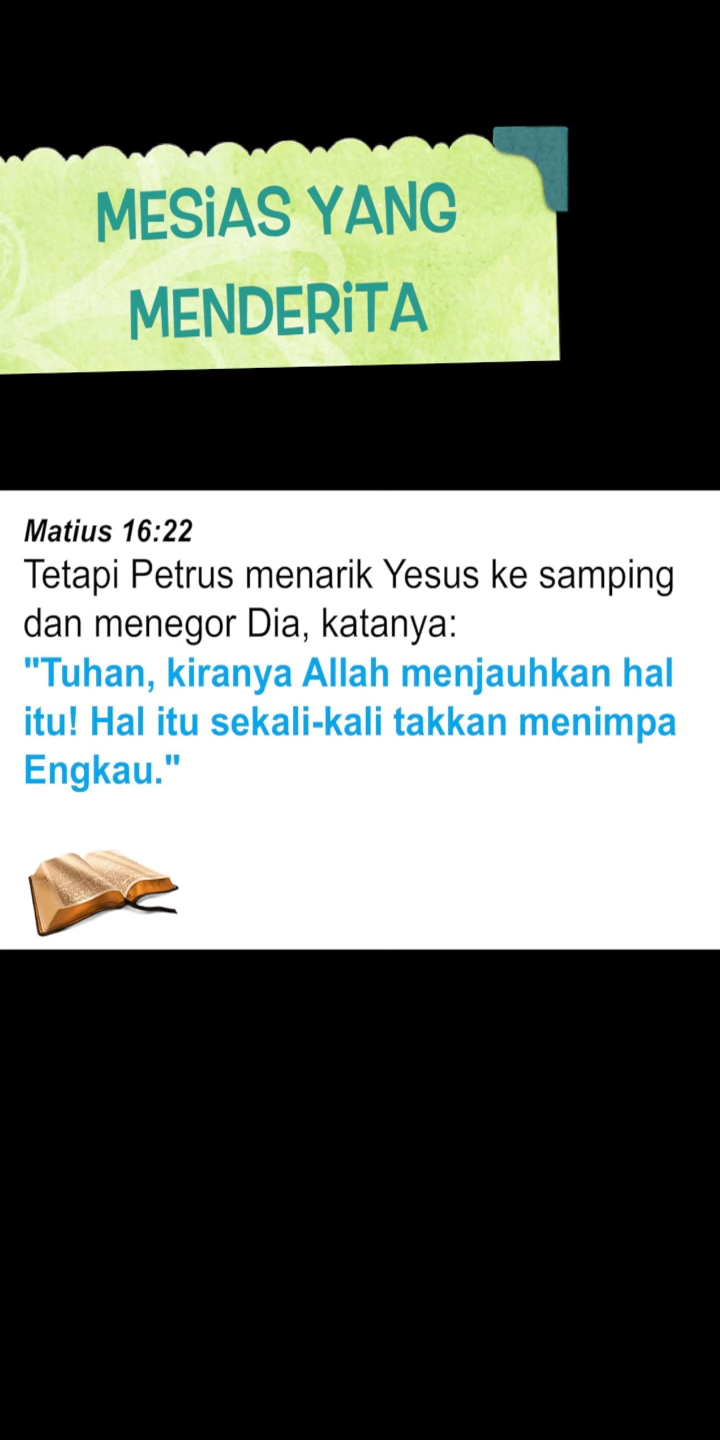 MESiAS YANG
MENDERiTA
Matius 16:22
Tetapi Petrus menarik Yesus ke samping
dan menegor Dia, katanya:
"Tuhan, kiranya Allah menjauhkan hal
itu! Hal itu sekali-kali takkan menimpa
Engkau."